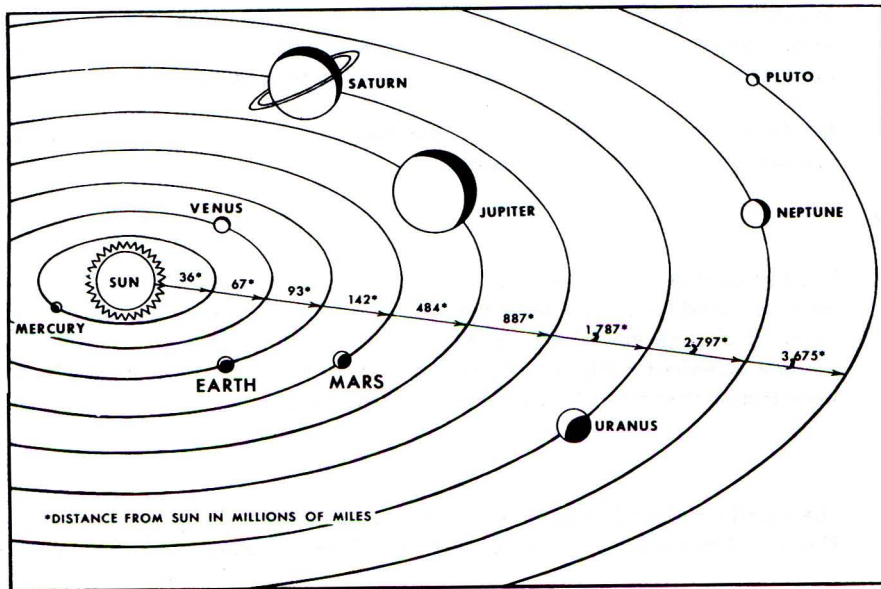 SATURN
PLUTO
VENUS
JUPITER
NEPTUNE
SUN
36*
67*
93*
142*
484*
887*
1,787*
2,797*
3,675*
MERCURY
EARTH
MARS
URANUS
*DISTANCE FROM SUN IN MILLIONS OF MILES